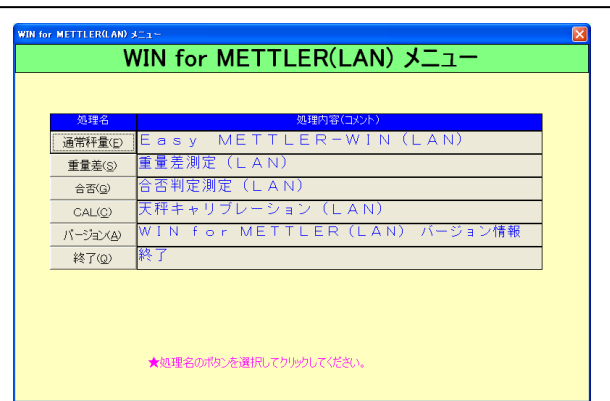 WIN for METTLER(LAN) メニュー
WIN for METTLER(LAN) メニュー
処理名 処理内容(コメント)
通常秤量(E) Ｅａｓｙ　ＭＥＴＴＬＥＲ－ＷＩＮ（ＬＡＮ）
重量差(S) 重量差測定（ＬＡＮ）
合否(G) 合否判定測定（ＬＡＮ）
CAL(C) 天秤キャリブレーション（ＬＡＮ）
バージョン(A) ＷＩＮ　ｆｏｒ　ＭＥＴＴＬＥＲ（ＬＡＮ）　バージョン情報
終了(Q) 終了
★処理名のボタンを選択してクリックしてください。